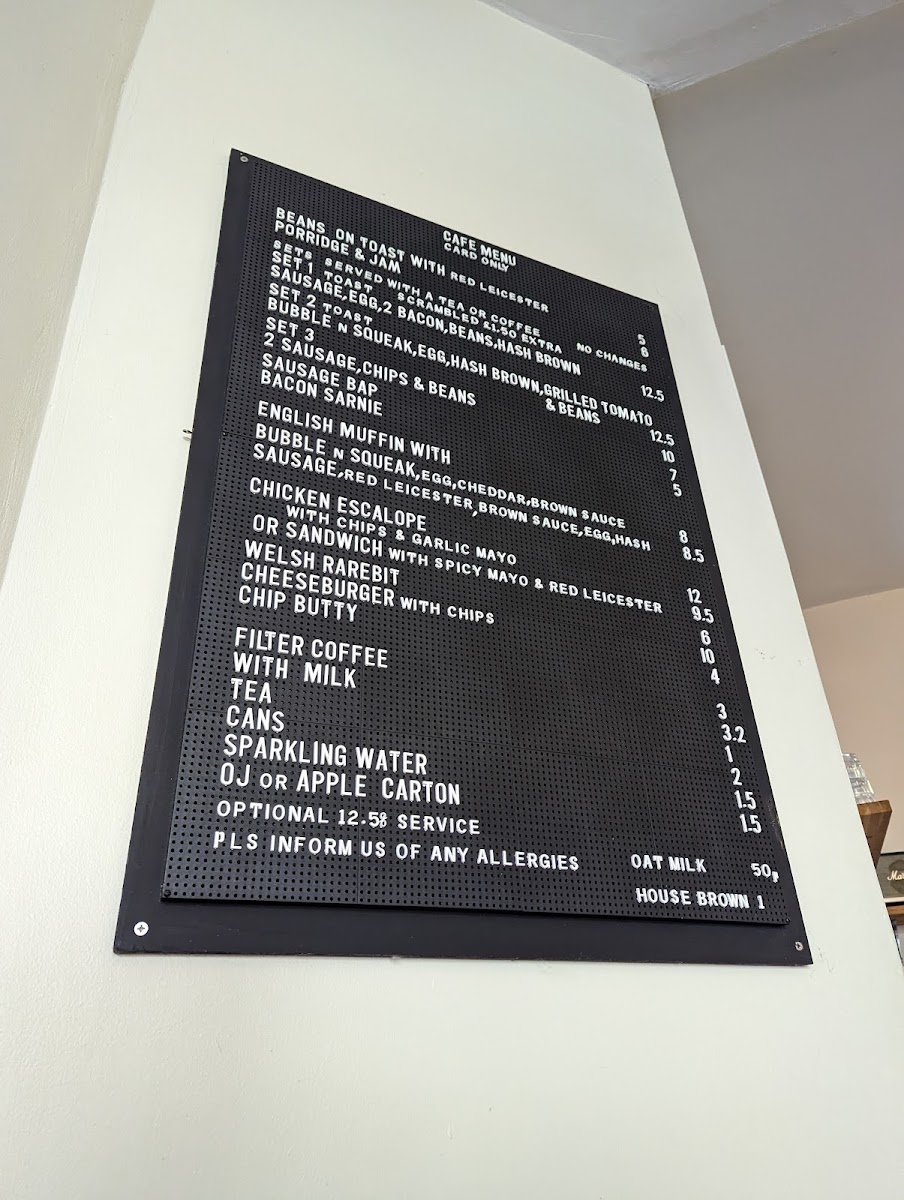 CAFE MENU
CARD ONLY
BEANS ON TOAST WITH RED LEICESTER 5
PORRIDGE & JAM 6
SETS SERVED WITH A TEA OR COFFEE NO CHANGES
SET 1 TOAST SCRAMBLED £1.50 EXTRA
SAUSAGE,EGG,2 BACON,BEANS,HASH BROWN 12.5
SET 2 TOAST
BUBBLE N SQUEAK,EGG,HASH BROWN,GRILLED TOMATO
& BEANS 12.5
SET 3
2 SAUSAGE,CHIPS & BEANS 10
SAUSAGE BAP 7
BACON SARNIE 5
ENGLISH MUFFIN WITH
BUBBLE N SQUEAK,EGG,CHEDDAR,BROWN SAUCE 8
SAUSAGE,RED LEICESTER,BROWN SAUCE,EGG,HASH 8.5
CHICKEN ESCALOPE
WITH CHIPS & GARLIC MAYO 12
OR SANDWICH WITH SPICY MAYO & RED LEICESTER 9.5
WELSH RAREBIT 6
CHEESEBURGER WITH CHIPS 10
CHIP BUTTY 4
FILTER COFFEE 3
WITH MILK 3.2
TEA 1
CANS 2
SPARKLING WATER 1.5
OJ OR APPLE CARTON 1.5
OPTIONAL 12.5% SERVICE
PLS INFORM US OF ANY ALLERGIES OAT MILK 50p
HOUSE BROWN 1
Mar